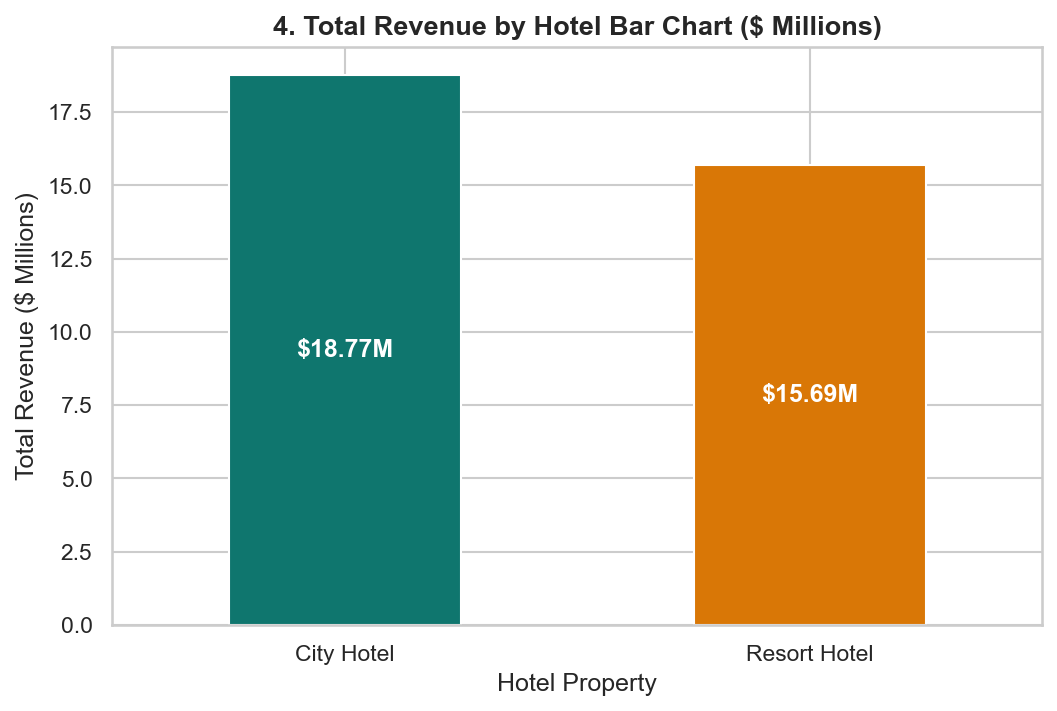 4. Total Revenue by Hotel Bar Chart ($ Millions)
Total Revenue ($ Millions)
17.5
15.0
12.5
10.0
7.5
5.0
2.5
0.0
$18.77M
$15.69M
City Hotel
Resort Hotel
Hotel Property